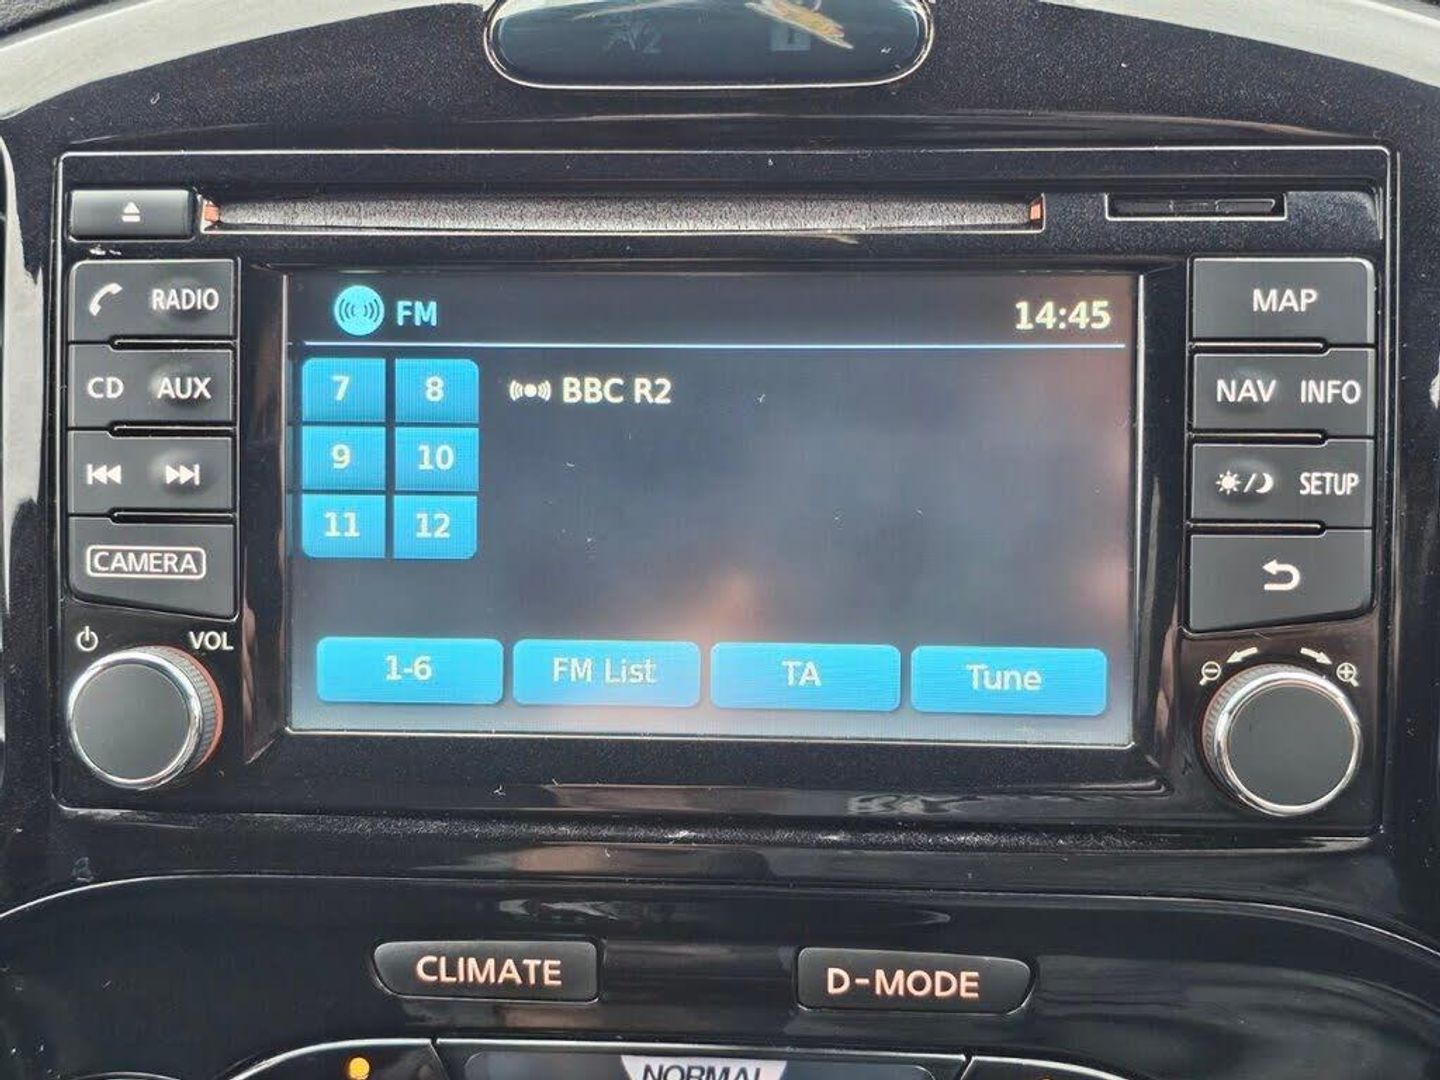 RADIO
CD AUX
CAMERA
VOL
FM 14:45
7 8
BBC R2
9 10
11 12
1-6 FM List TA Tune
MAP
NAV INFO
SETUP
CLIMATE D-MODE
NORMAL